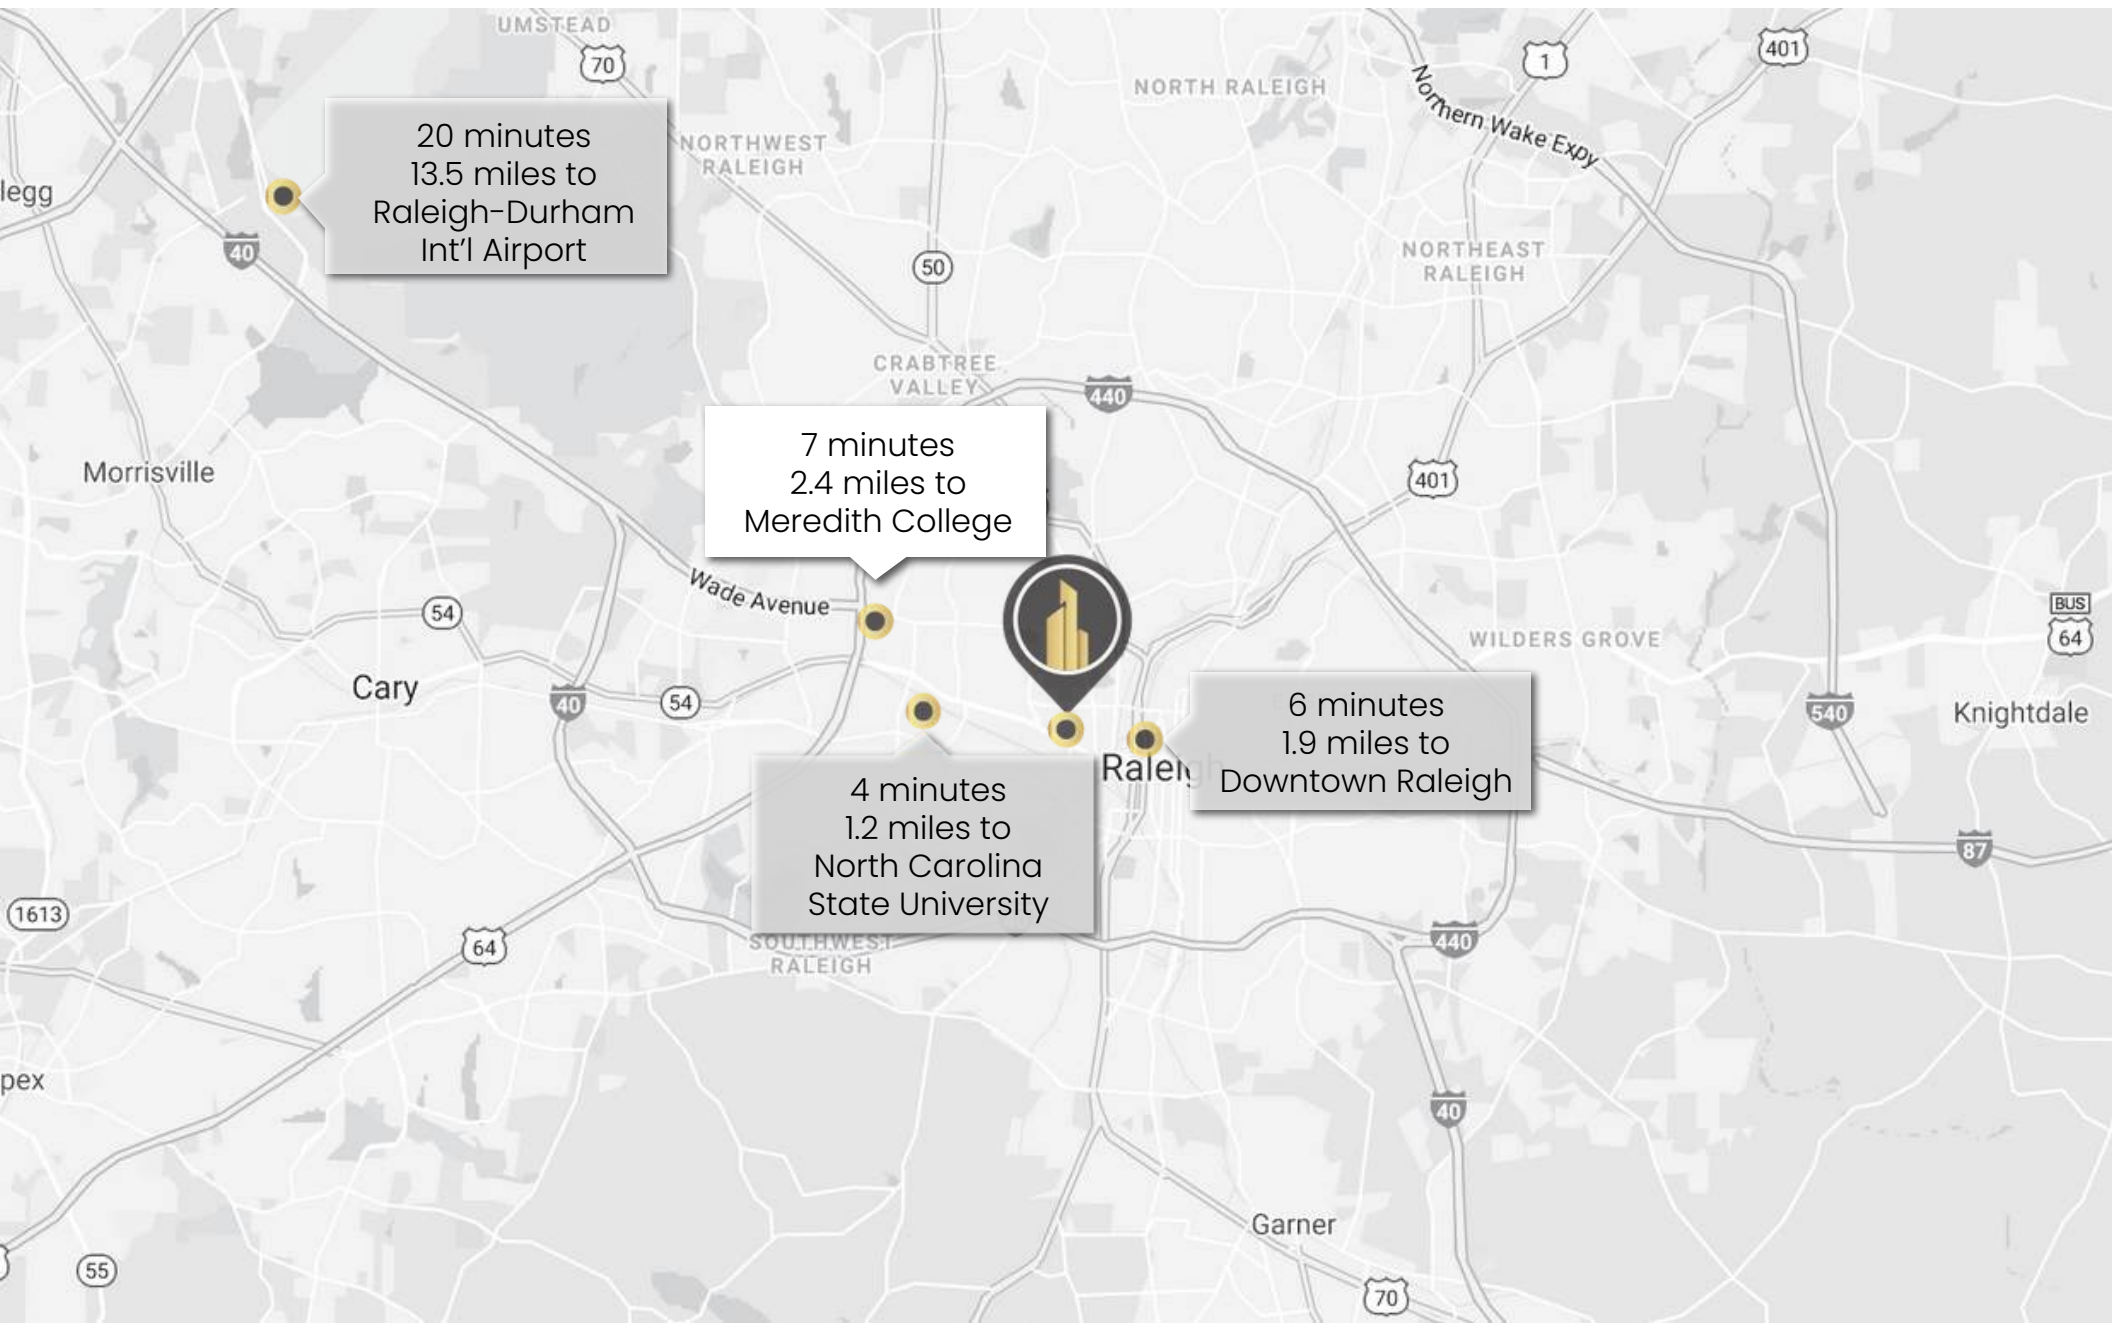 UMSTEAD
70
1
401
NORTH RALEIGH
Northern Wake Expy
20 minutes
13.5 miles to
Raleigh-Durham
Int'l Airport
NORTHWEST
RALEIGH
legg
40
50
NORTHEAST
RALEIGH
CRABTREE
VALLEY
440
7 minutes
2.4 miles to
Meredith College
Morrisville
401
Wade Avenue
54
BUS
64
WILDERS GROVE
Cary
40
54
6 minutes
1.9 miles to
Downtown Raleigh
540
Knightdale
Raleigh
4 minutes
1.2 miles to
North Carolina
State University
87
1613
64
SOUTHWEST
RALEIGH
440
pex
40
Garner
55
70